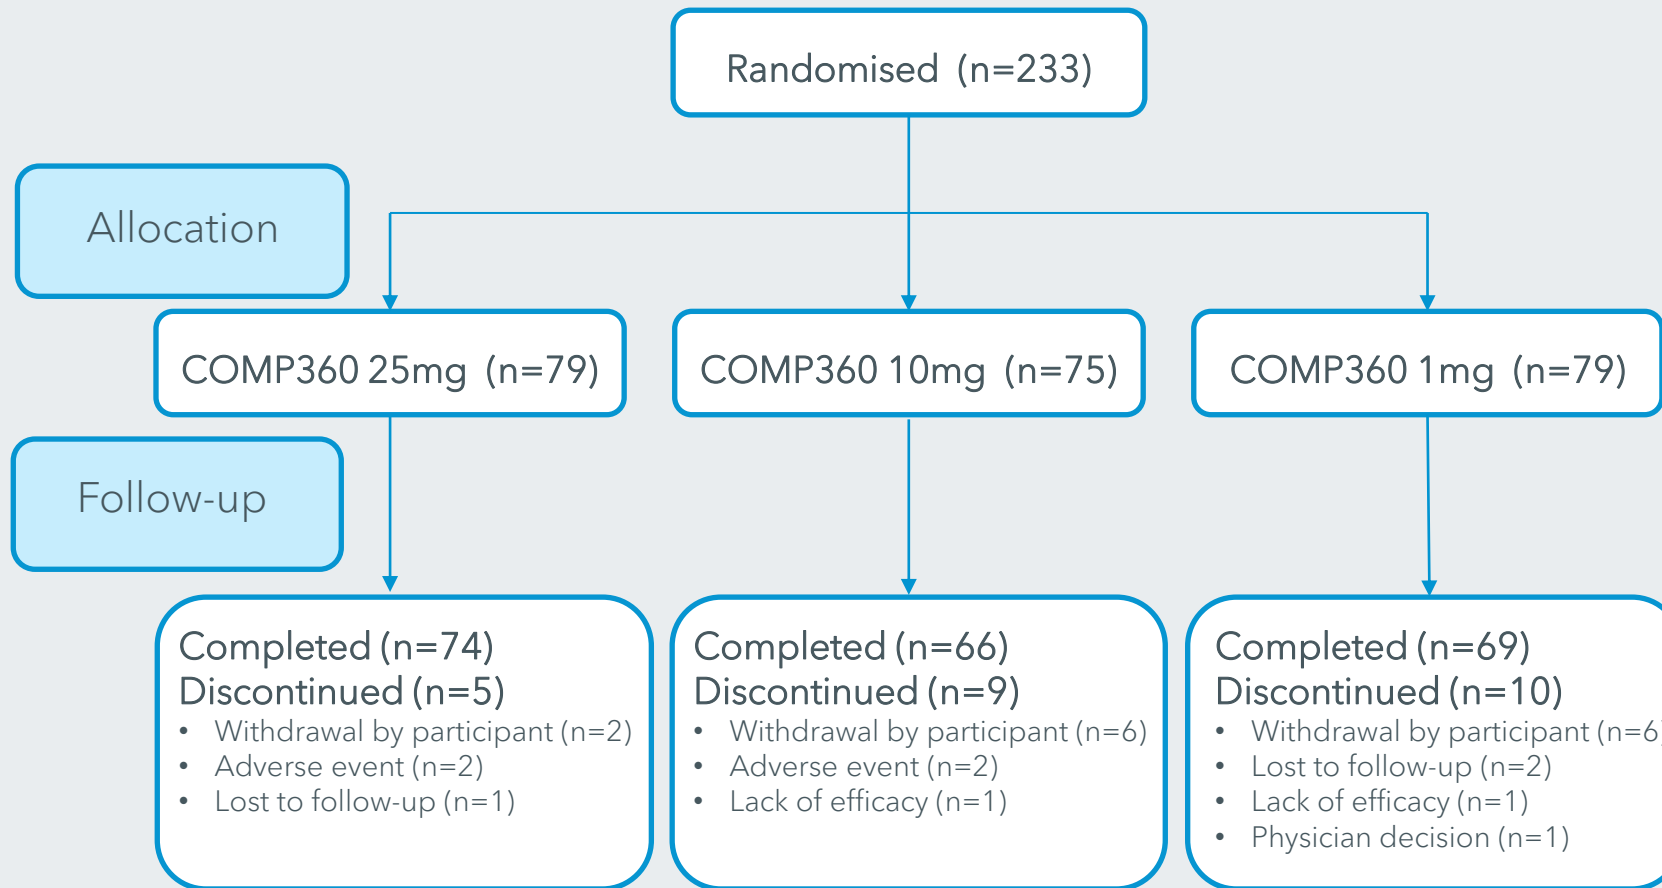 Randomised (n=233)
Allocation
COMP360 25mg (n=79)
COMP360 10mg (n=75)
COMP360 1mg (n=79)
Follow-up
Completed (n=74)
Discontinued (n=5)
• Withdrawal by participant (n=2)
• Adverse event (n=2)
• Lost to follow-up (n=1)
Completed (n=66)
Discontinued (n=9)
• Withdrawal by participant (n=6)
• Adverse event (n=2)
• Lack of efficacy (n=1)
Completed (n=69)
Discontinued (n=10)
• Withdrawal by participant (n=6)
• Lost to follow-up (n=2)
• Lack of efficacy (n=1)
• Physician decision (n=1)